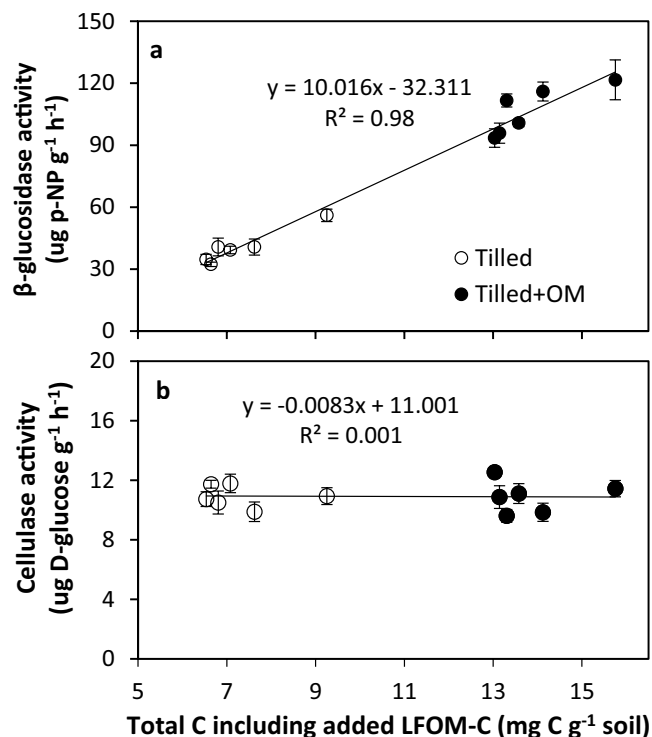 a
y = 10.016x - 32.311
R² = 0.98
Tilled
Tilled+OM
β-glucosidase activity
(ug p-NP g⁻¹ h⁻¹)
150
120
90
60
30
0
b
y = -0.0083x + 11.001
R² = 0.001
Cellulase activity
(ug D-glucose g⁻¹ h⁻¹)
20
16
12
8
4
0
5 7 9 11 13 15
Total C including added LFOM-C (mg C g⁻¹ soil)